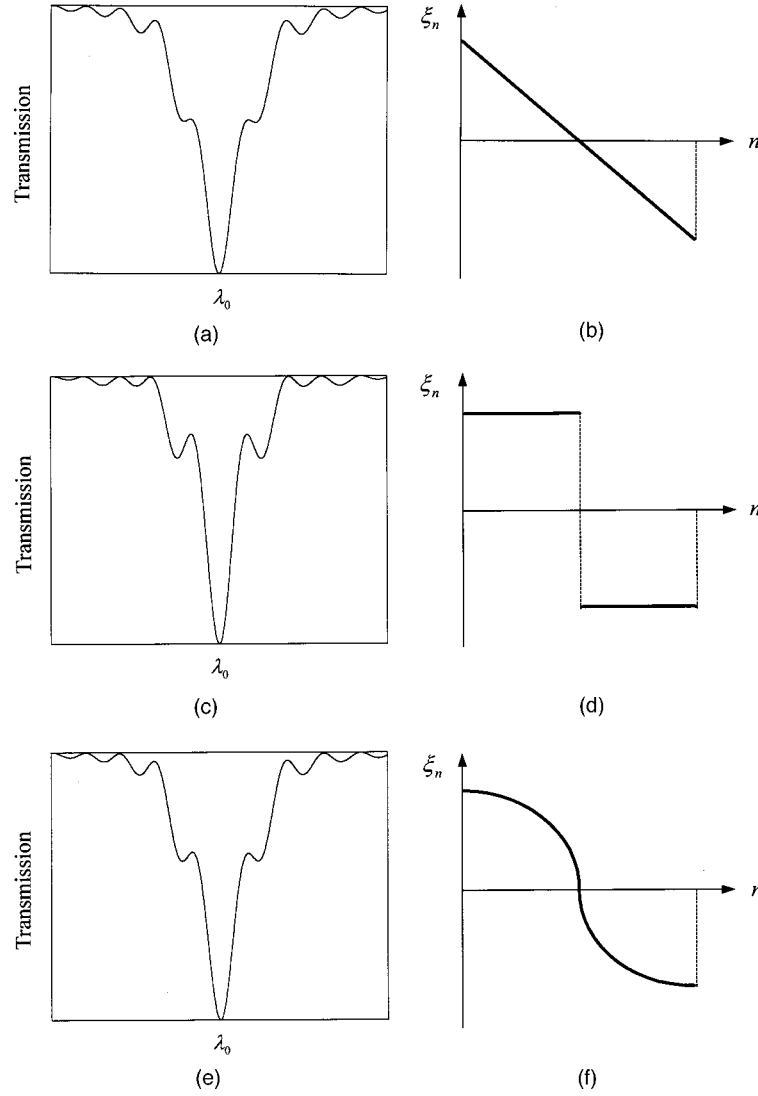 Transmission
λ₀
(a)
ξₙ
n
(b)
Transmission
λ₀
(c)
ξₙ
n
(d)
Transmission
λ₀
(e)
ξₙ
n
(f)